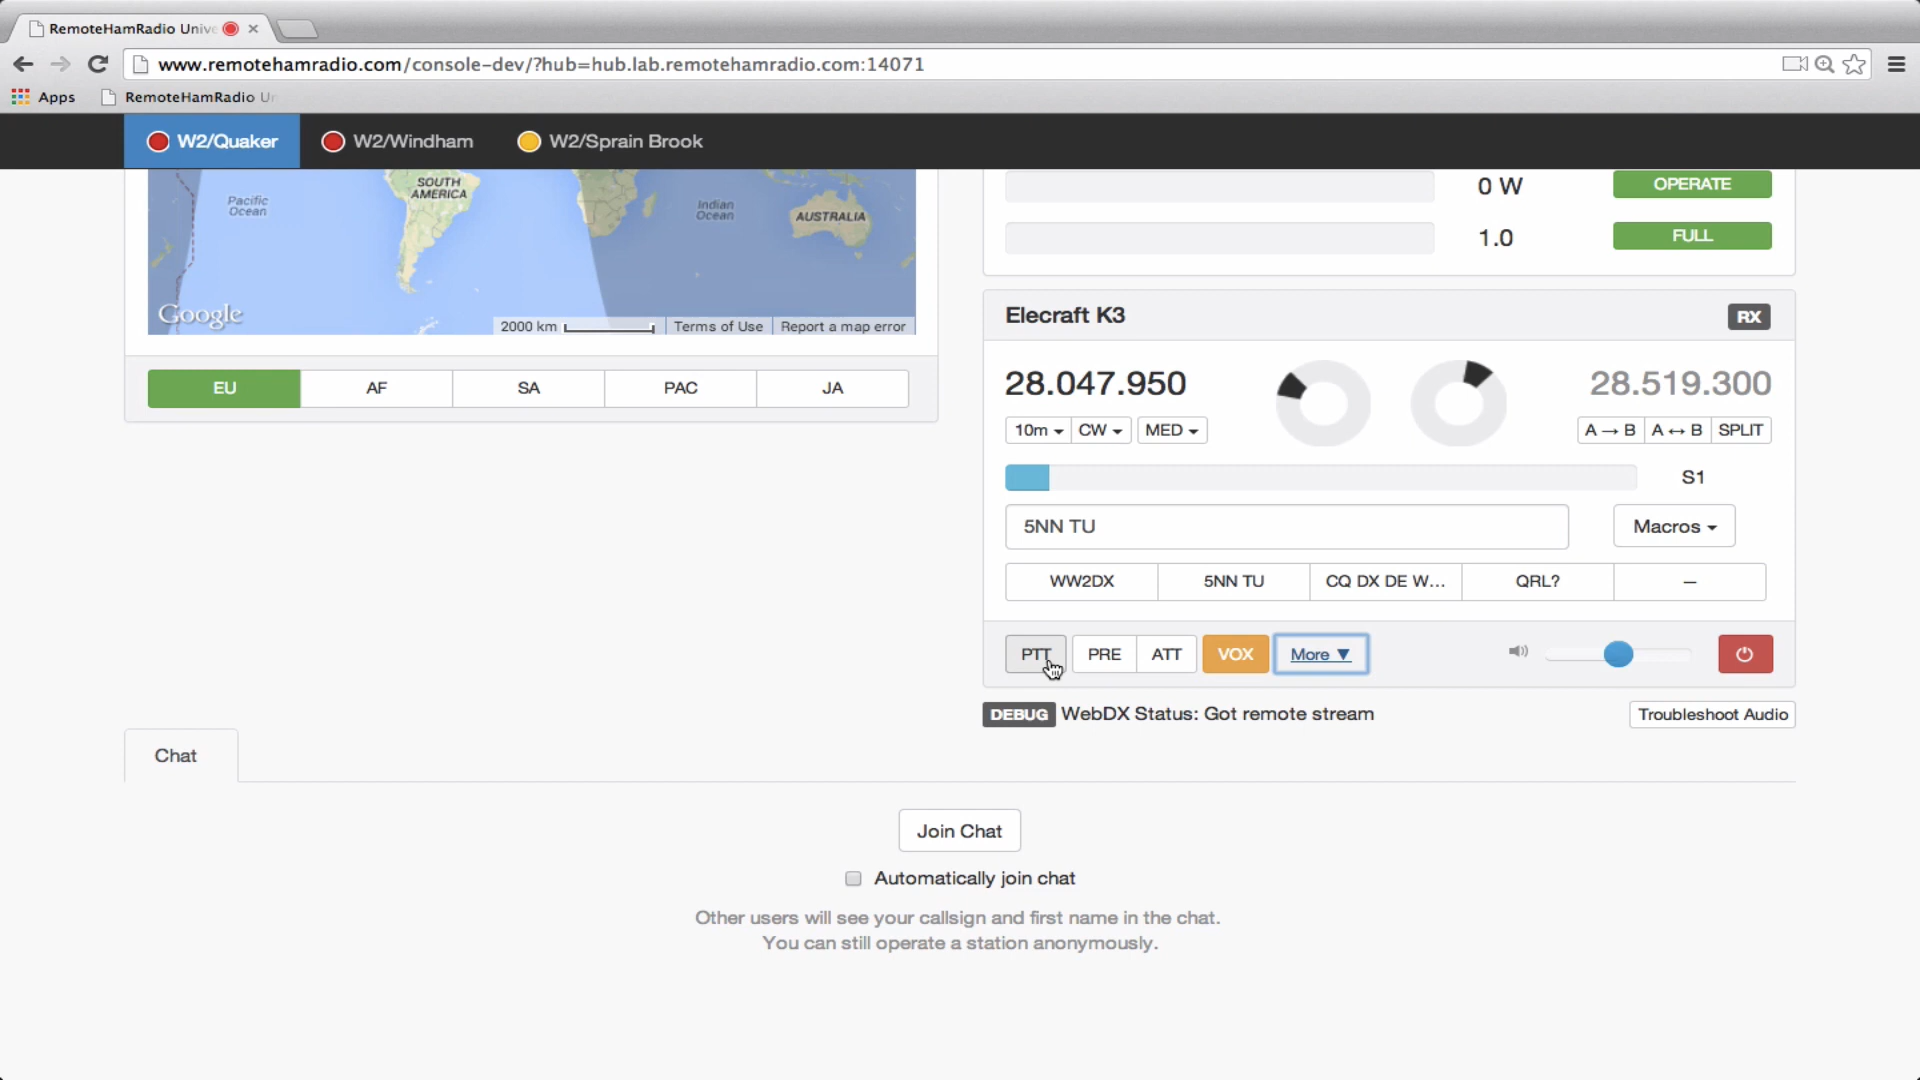 RemoteHamRadio Unive
www.remotehamradio.com/console-dev/?hub=hub.lab.remotehamradio.com:14071
Apps RemoteHamRadio Un
W2/Quaker W2/Windham W2/Sprain Brook
Pacific
Ocean
SOUTH
AMERICA
Indian
Ocean
AUSTRALIA
Google
2000 km Terms of Use Report a map error
EU AF SA PAC JA
0 W OPERATE
1.0 FULL
Elecraft K3 RX
28.047.950 28.519.300
10m CW MED A → B A ↔ B SPLIT
S1
5NN TU Macros
WW2DX 5NN TU CQ DX DE W... QRL? –
PTT PRE ATT VOX More ▼
DEBUG WebDX Status: Got remote stream Troubleshoot Audio
Chat
Join Chat
Automatically join chat
Other users will see your callsign and first name in the chat.
You can still operate a station anonymously.